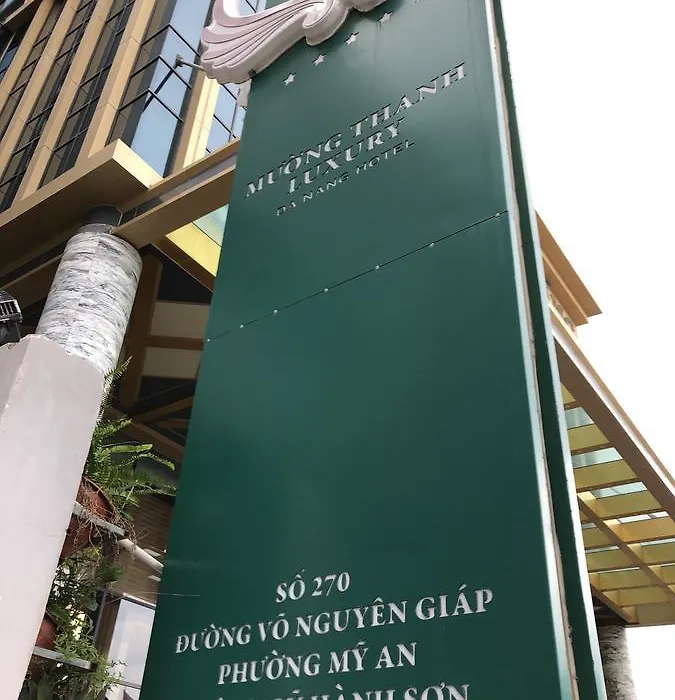 MƯỜNG THANH
LUXURY
DA NANG HOTEL
SỐ 270
ĐƯỜNG VÕ NGUYÊN GIÁP
PHƯỜNG MỸ AN
HÀNH SƠN